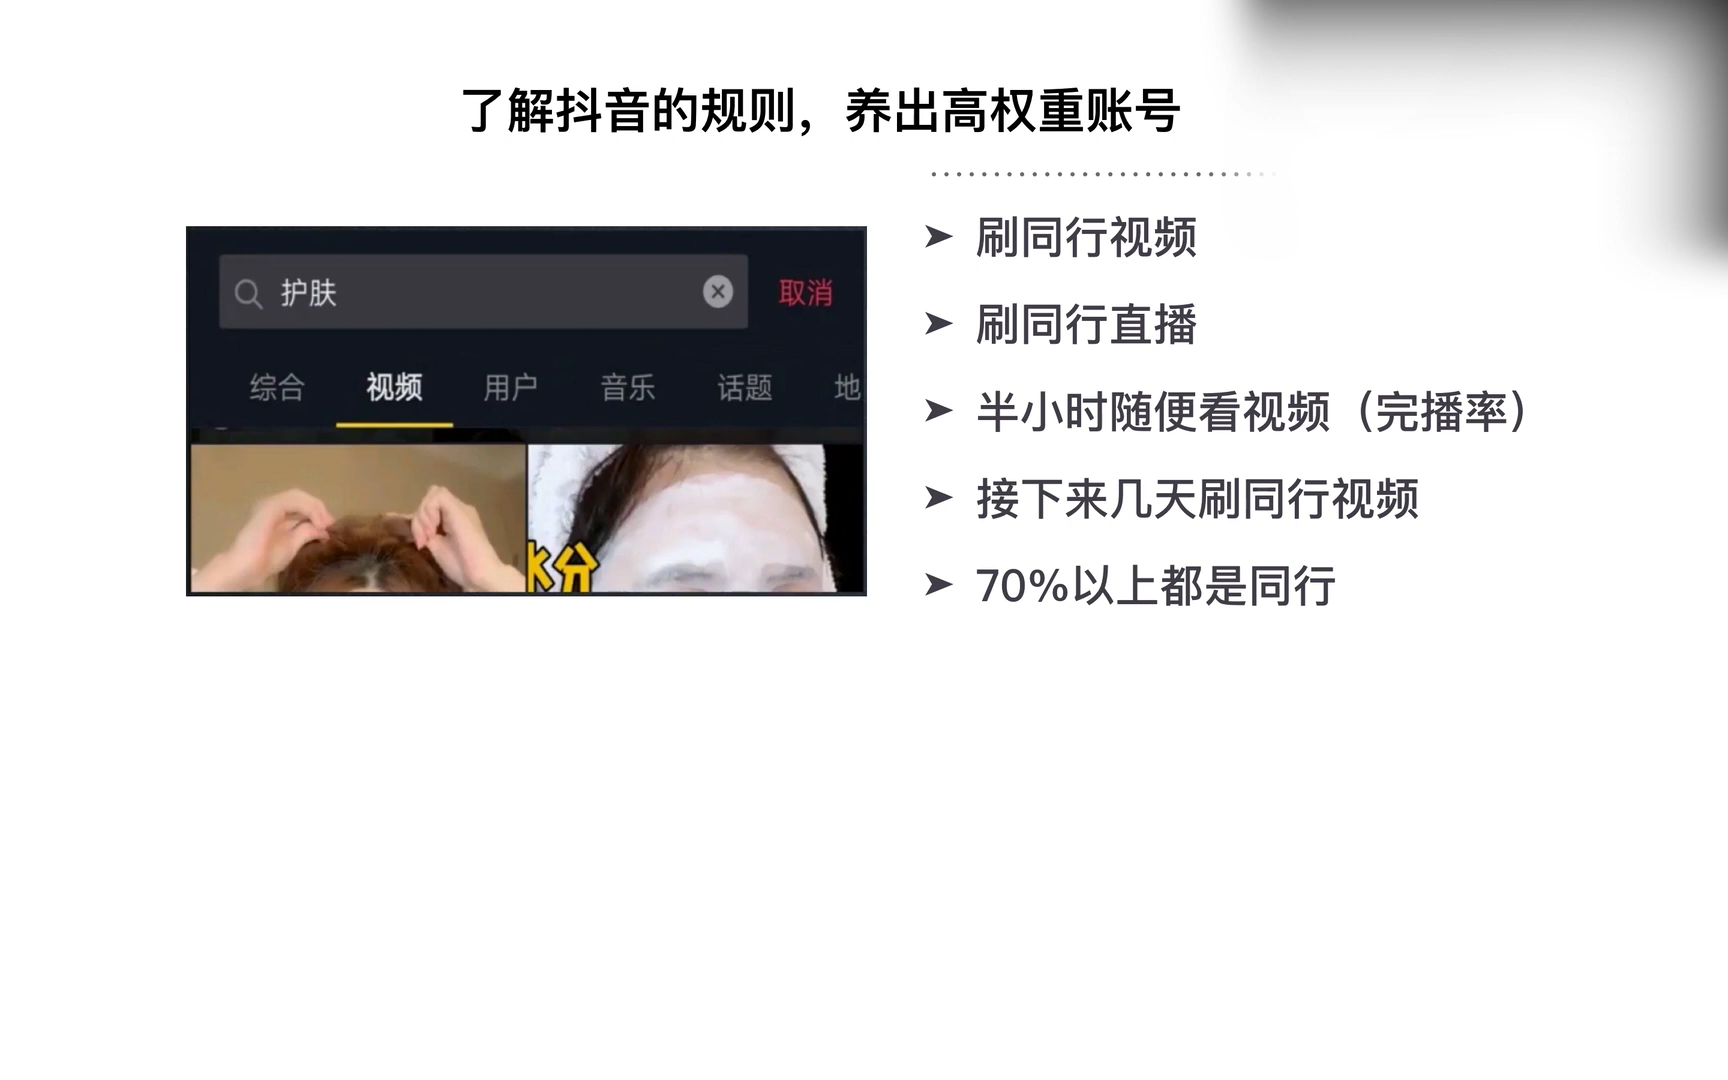 了解抖音的规则，养出高权重账号
护肤
取消
综合 视频 用户 音乐 话题 地
水分
➤ 刷同行视频
➤ 刷同行直播
➤ 半小时随便看视频（完播率）
➤ 接下来几天刷同行视频
➤ 70%以上都是同行